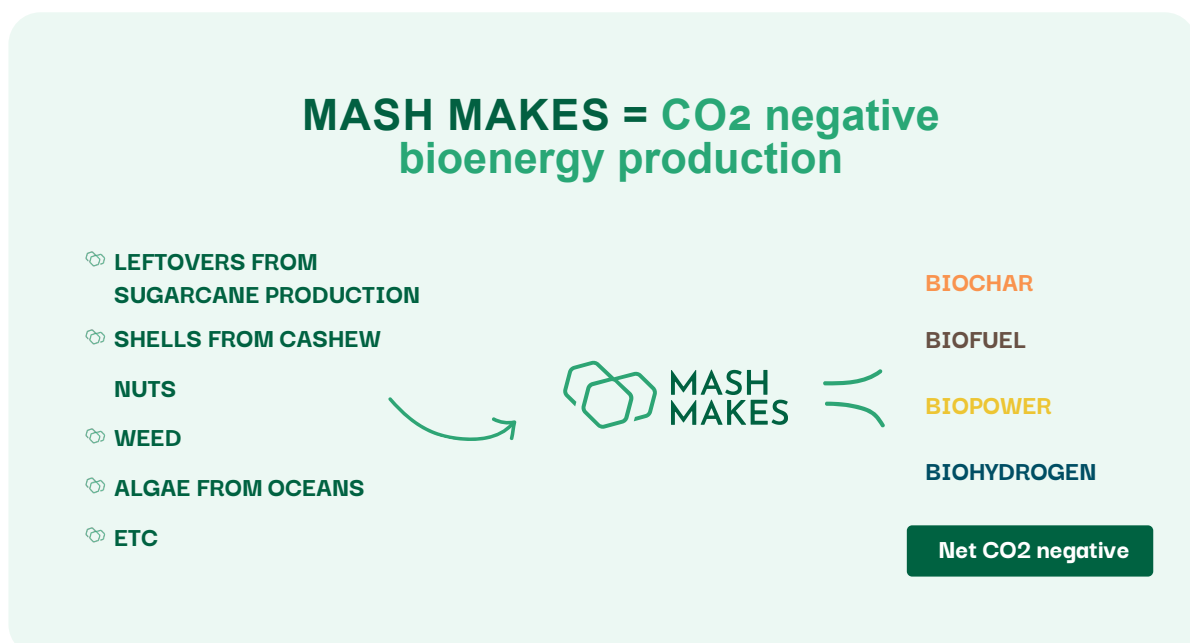 MASH MAKES = CO2 negative
bioenergy production
LEFTOVERS FROM
SUGARCANE PRODUCTION
SHELLS FROM CASHEW
NUTS
WEED
ALGAE FROM OCEANS
ETC
MASH
MAKES
BIOCHAR
BIOFUEL
BIOPOWER
BIOHYDROGEN
Net CO2 negative